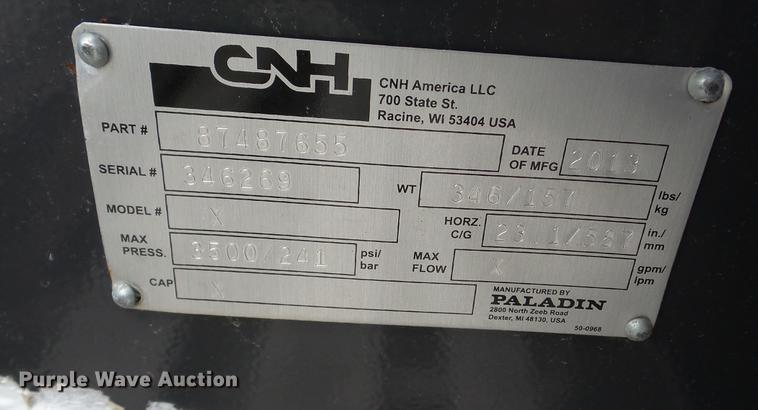 CNH
CNH America LLC
700 State St.
Racine, WI 53404 USA
PART # 87487655
DATE OF MFG 2013
SERIAL # 346269
WT 346/157 lbs/ kg
MODEL # X
HORZ. C/G 23.1/587 in./ mm
MAX PRESS. 3500/241 psi/ bar
MAX FLOW X gpm/ lpm
CAP X
MANUFACTURED BY
PALADIN
2800 North Zeeb Road
Dexter, MI 48130, USA
50-0968
Purple Wave Auction